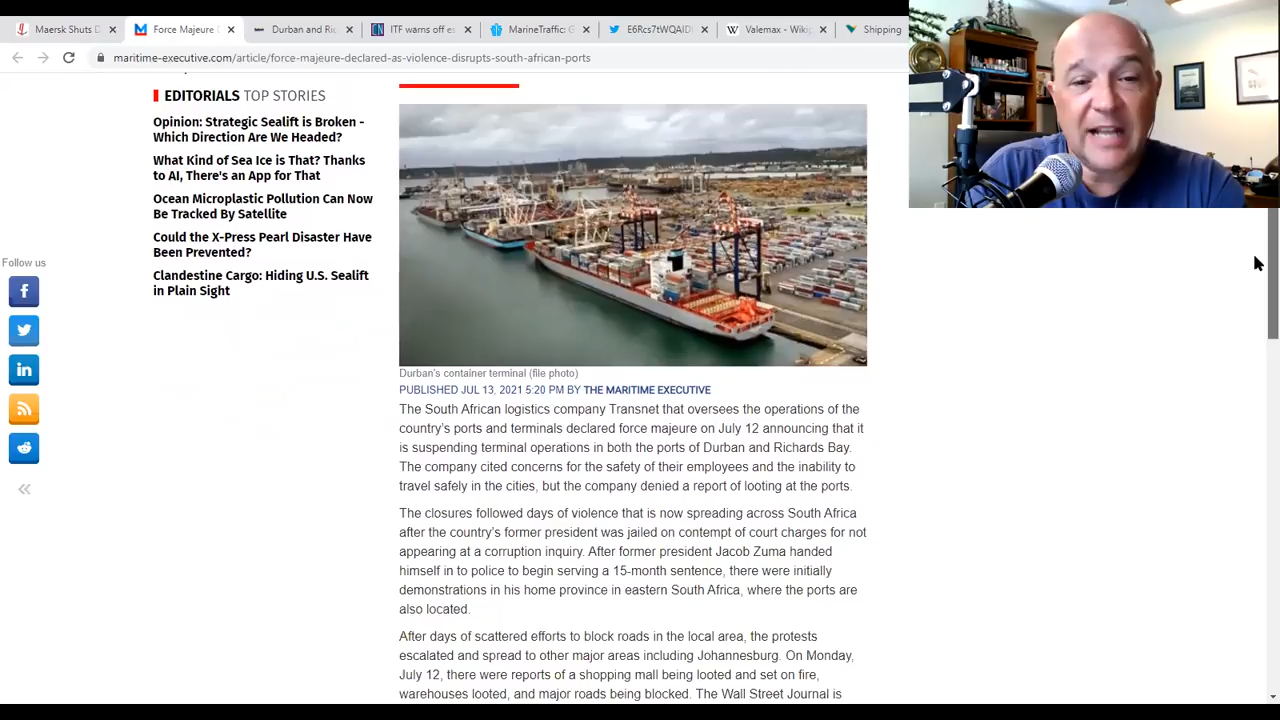 Maersk Shuts D
Force Majeure
Durban and Ric
ITF warns off es
MarineTraffic: G
E6Rcs7tWQAID
Valemax - Wiki
Shipping
maritime-executive.com/article/force-majeure-declared-as-violence-disrupts-south-african-ports
EDITORIALS TOP STORIES
Opinion: Strategic Sealift is Broken -
Which Direction Are We Headed?
What Kind of Sea Ice is That? Thanks
to AI, There's an App for That
Ocean Microplastic Pollution Can Now
Be Tracked By Satellite
Could the X-Press Pearl Disaster Have
Been Prevented?
Clandestine Cargo: Hiding U.S. Sealift
in Plain Sight
Follow us
Durban's container terminal (file photo)
PUBLISHED JUL 13, 2021 5:20 PM BY THE MARITIME EXECUTIVE
The South African logistics company Transnet that oversees the operations of the
country's ports and terminals declared force majeure on July 12 announcing that it
is suspending terminal operations in both the ports of Durban and Richards Bay.
The company cited concerns for the safety of their employees and the inability to
travel safely in the cities, but the company denied a report of looting at the ports.
The closures followed days of violence that is now spreading across South Africa
after the country's former president was jailed on contempt of court charges for not
appearing at a corruption inquiry. After former president Jacob Zuma handed
himself in to police to begin serving a 15-month sentence, there were initially
demonstrations in his home province in eastern South Africa, where the ports are
also located.
After days of scattered efforts to block roads in the local area, the protests
escalated and spread to other major areas including Johannesburg. On Monday,
July 12, there were reports of a shopping mall being looted and set on fire,
warehouses looted, and major roads being blocked. The Wall Street Journal is